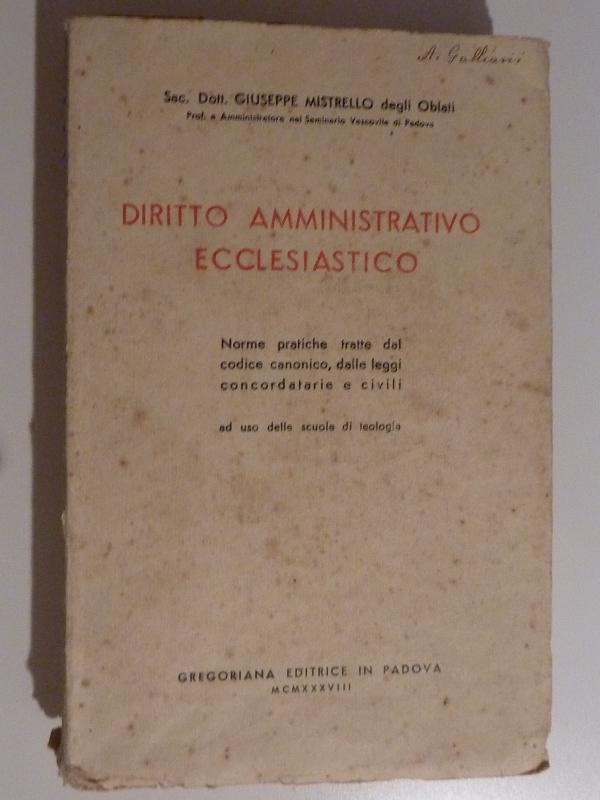 A. Galliani
Sac. Dott. GIUSEPPE MISTRELLO degli Oblati
Prof. e Amministratore nel Seminario Vescovile di Padova
DIRITTO AMMINISTRATIVO
ECCLESIASTICO
Norme pratiche tratte dal
codice canonico, dalle leggi
concordatarie e civili
ad uso delle scuole di teologia
GREGORIANA EDITRICE IN PADOVA
MCMXXXVIII